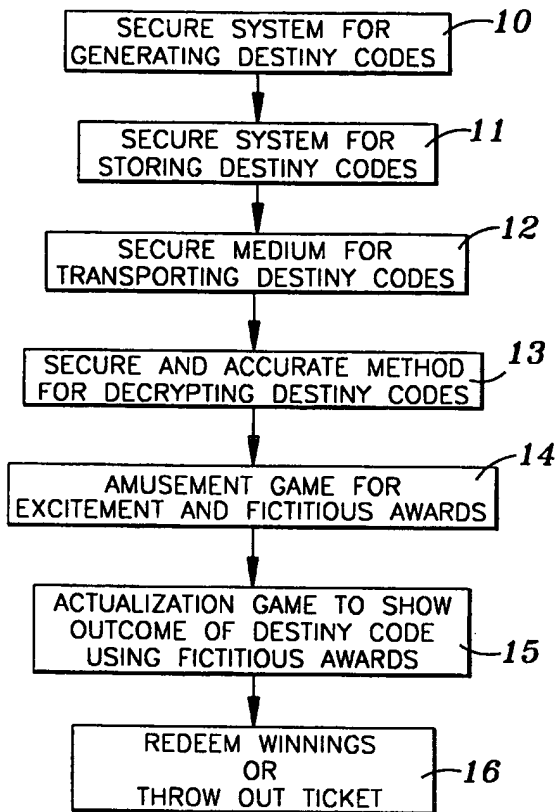 SECURE SYSTEM FOR
GENERATING DESTINY CODES
10
SECURE SYSTEM FOR
STORING DESTINY CODES
11
SECURE MEDIUM FOR
TRANSPORTING DESTINY CODES
12
SECURE AND ACCURATE METHOD
FOR DECRYPTING DESTINY CODES
13
AMUSEMENT GAME FOR
EXCITEMENT AND FICTITIOUS AWARDS
14
ACTUALIZATION GAME TO SHOW
OUTCOME OF DESTINY CODE
USING FICTITIOUS AWARDS
15
REDEEM WINNINGS
OR
THROW OUT TICKET
16